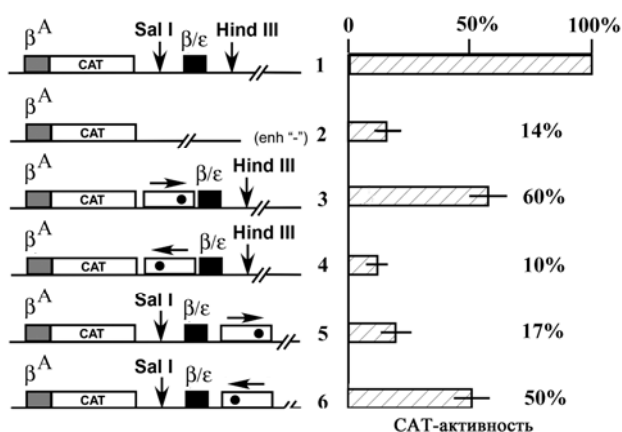 0 50% 100%
β^A Sal I β/ε Hind III
CAT 1
β^A
CAT (enh "-") 2 14%
β^A β/ε Hind III
CAT 3 60%
β^A β/ε Hind III
CAT 4 10%
β^A Sal I β/ε
CAT 5 17%
β^A Sal I β/ε
CAT 6 50%
САТ-активность